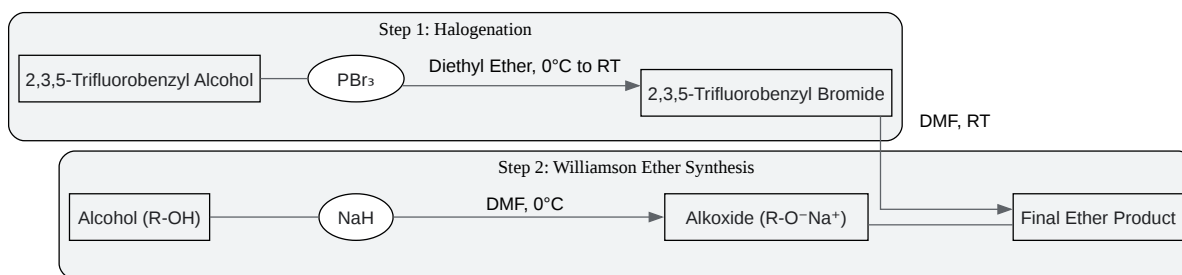 Step 1: Halogenation
2,3,5-Trifluorobenzyl Alcohol
PBr₃
Diethyl Ether, 0°C to RT
2,3,5-Trifluorobenzyl Bromide
DMF, RT
Step 2: Williamson Ether Synthesis
Alcohol (R-OH)
NaH
DMF, 0°C
Alkoxide (R-O⁻Na⁺)
Final Ether Product